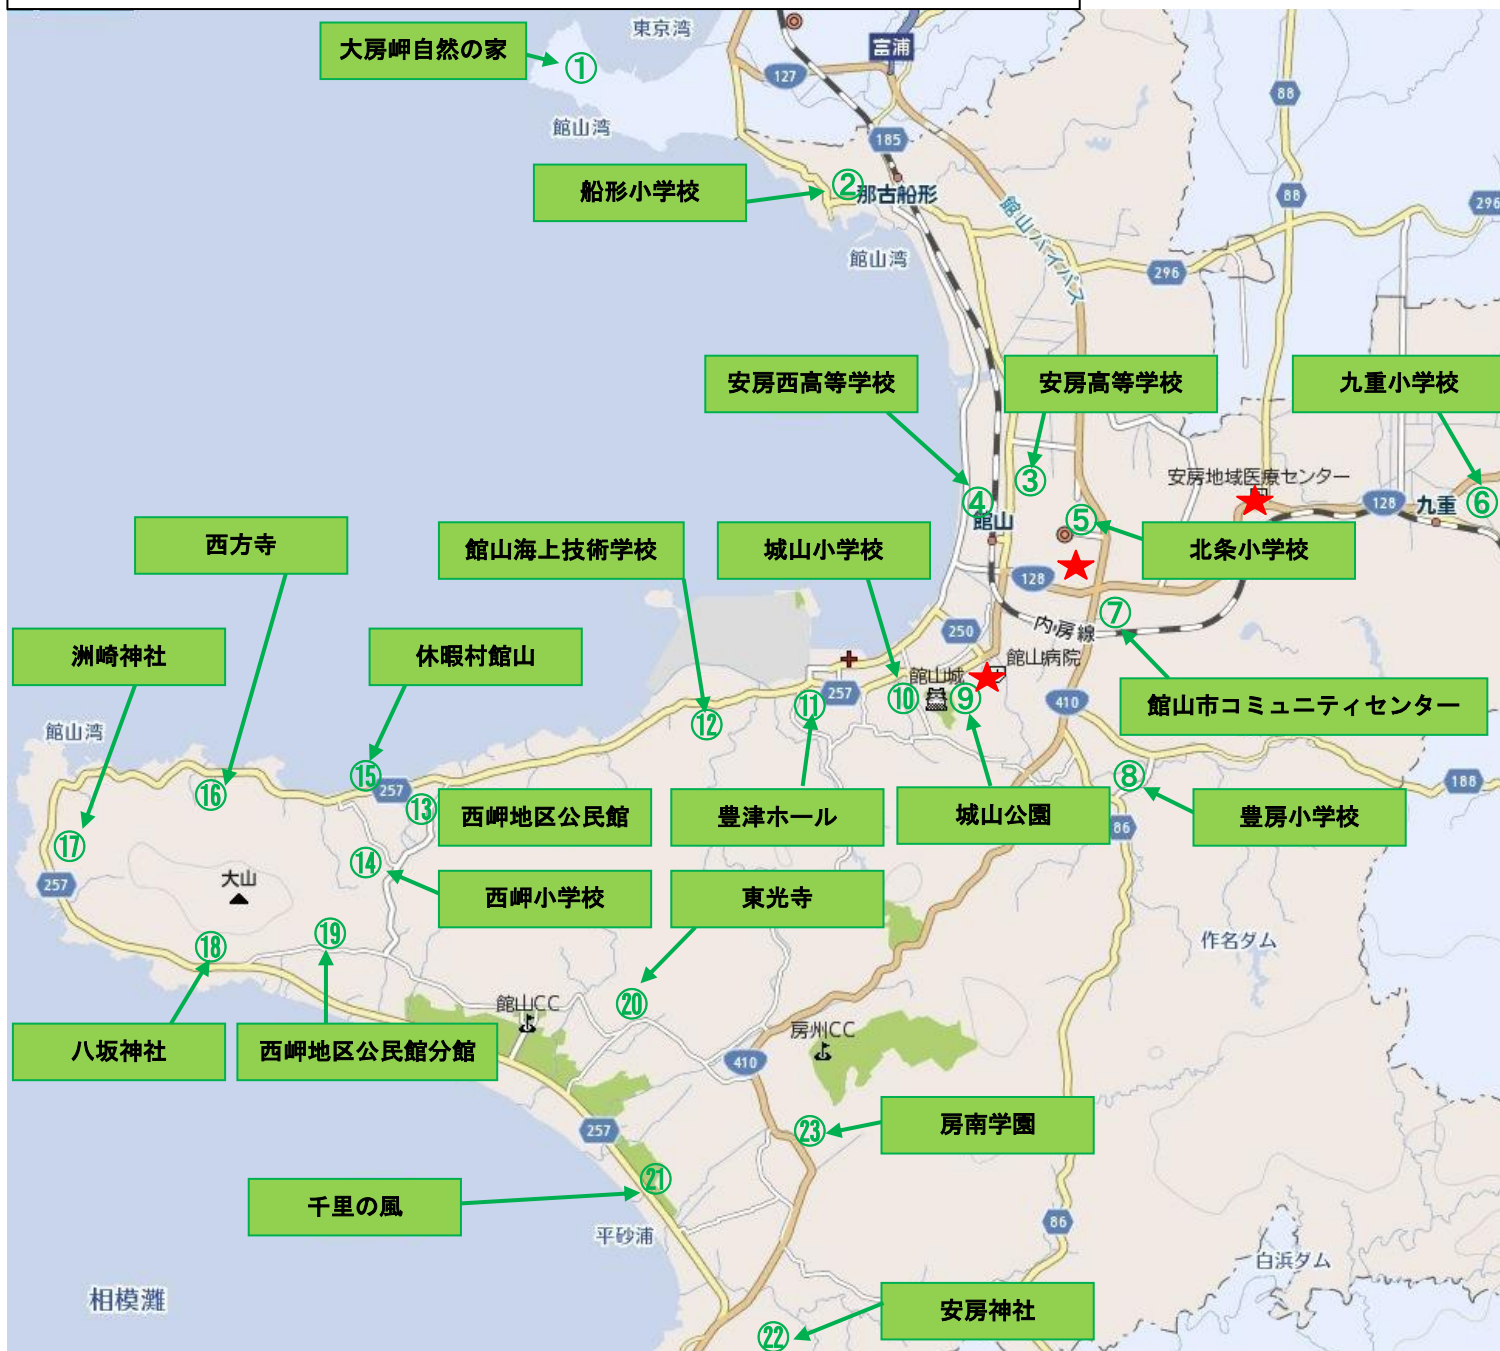 東京湾
大房岬自然の家
①
富浦
127
88
館山湾
185
船形小学校
②
那古船形
88
296
館山バイパス
館山湾
296
安房西高等学校
安房高等学校
九重小学校
③
安房地域医療センター
④
館山
⑤
128
九重
⑥
西方寺
館山海上技術学校
城山小学校
北条小学校
128
⑦
内房線
250
洲崎神社
休暇村館山
館山病院
館山城
⑩
⑨
257
⑪
410
館山市コミュニティセンター
⑫
館山湾
⑮
257
⑬
⑯
⑧
188
西岬地区公民館
豊津ホール
城山公園
86
豊房小学校
⑰
⑭
257
大山
西岬小学校
東光寺
⑱
⑲
作名ダム
館山CC
⑳
房州CC
八坂神社
西岬地区公民館分館
410
257
㉓
房南学園
㉑
千里の風
平砂浦
86
白浜ダム
相模灘
安房神社
㉒